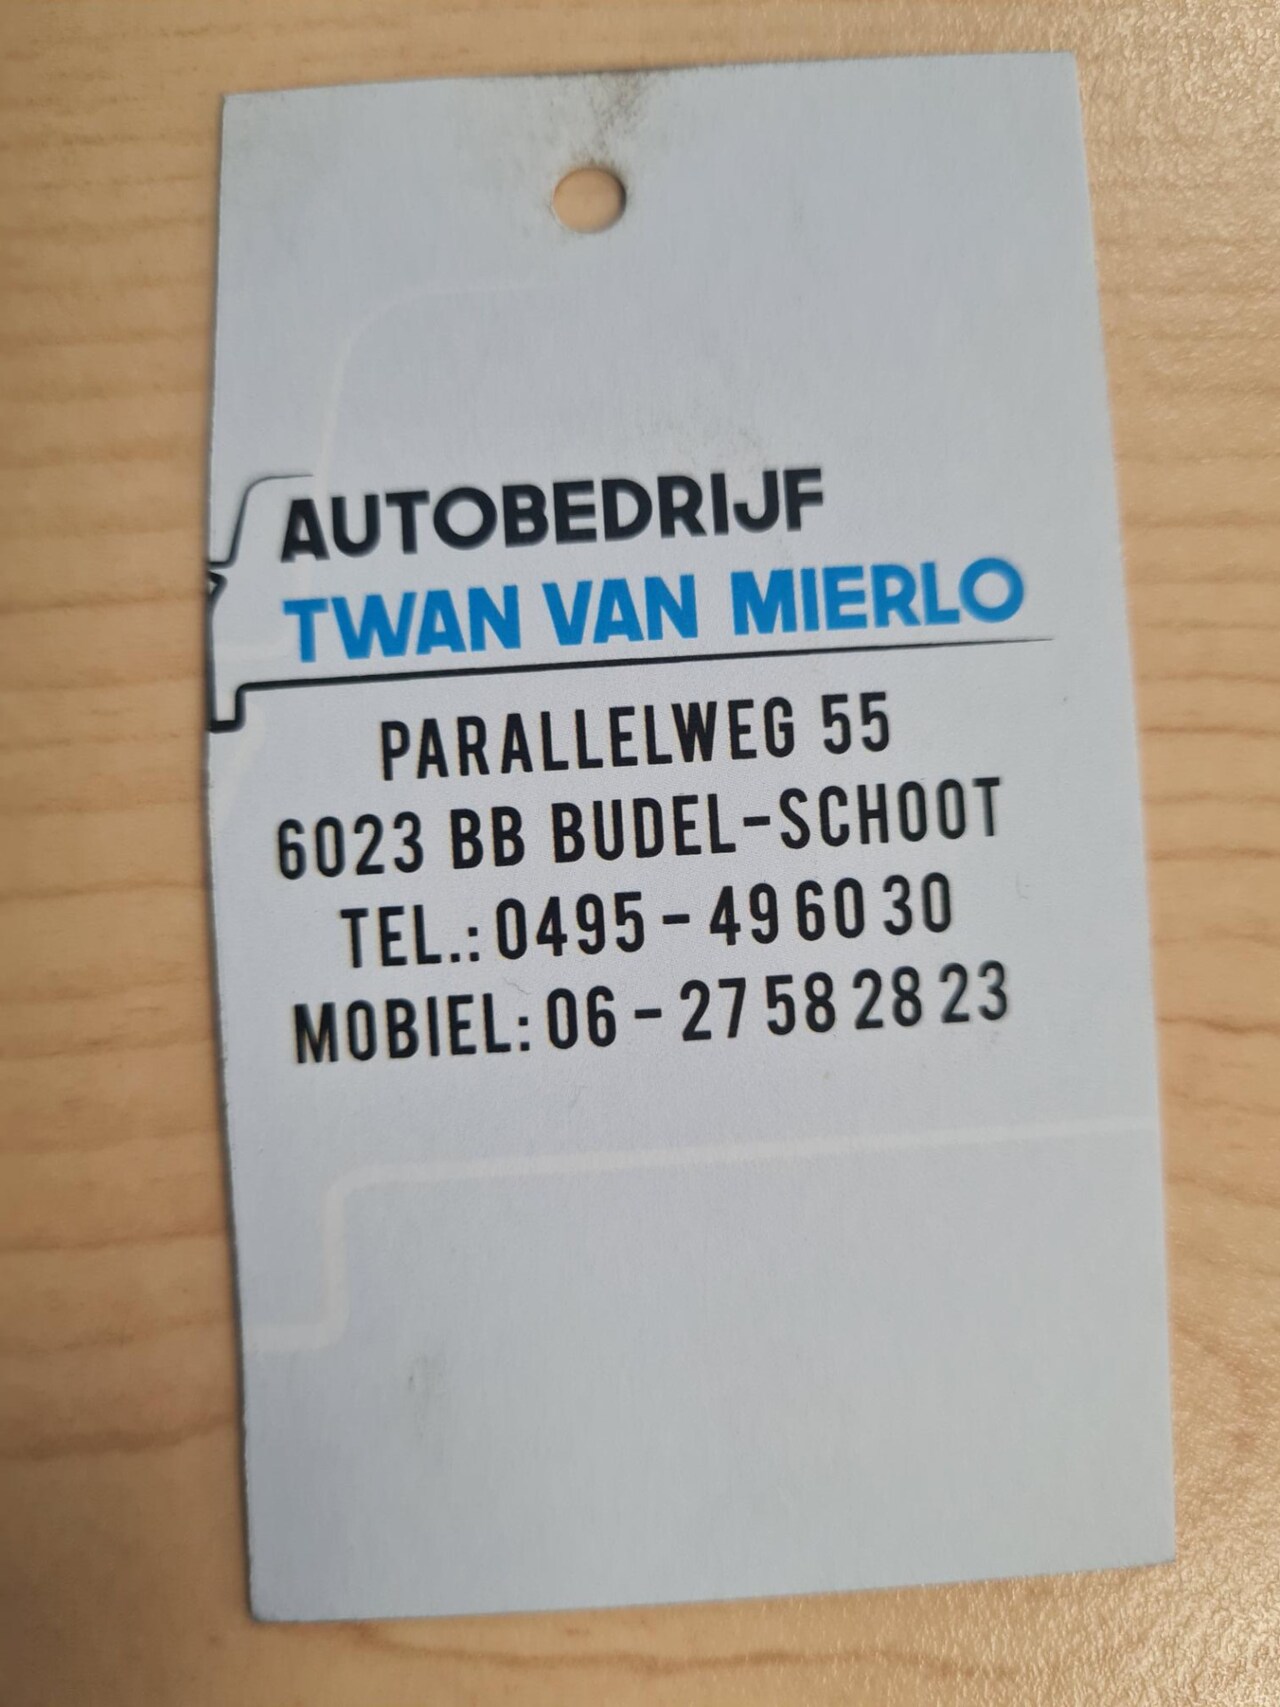 AUTOBEDRIJF
TWAN VAN MIERLO
PARALLELWEG 55
6023 BB BUDEL-SCHOOT
TEL.: 0495 - 49 60 30
MOBIEL: 06 - 27 58 28 23